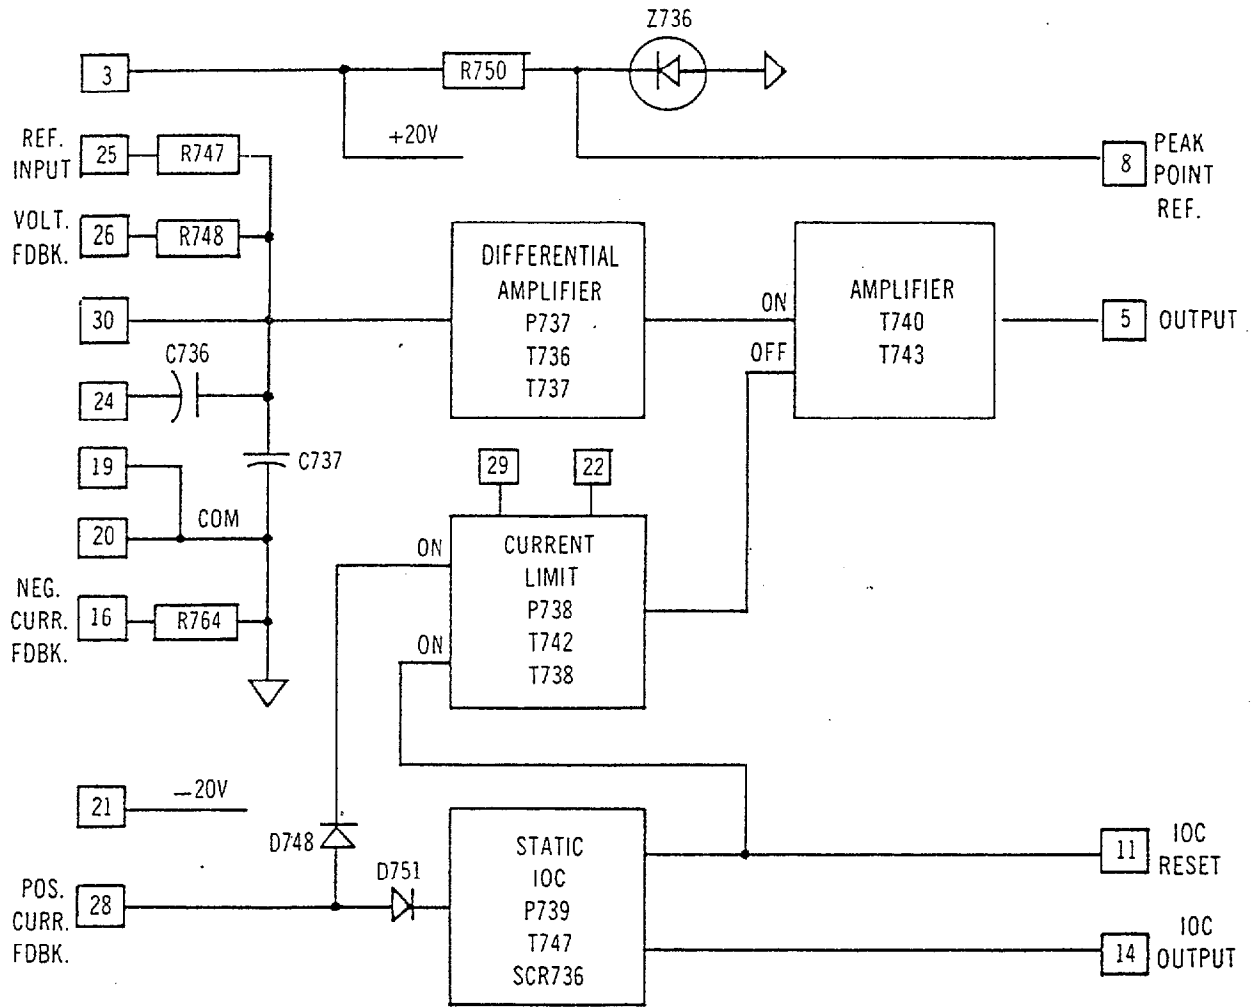 Z736
3
R750
+20V
REF.
INPUT
25
R747
8
PEAK
POINT
REF.
VOLT.
FDBK.
26
R748
DIFFERENTIAL
AMPLIFIER
P737
T736
T737
AMPLIFIER
T740
T743
ON
OFF
30
5
OUTPUT
C736
24
19
C737
29
22
20
COM
CURRENT
LIMIT
P738
T742
T738
ON
ON
NEG.
CURR.
FDBK.
16
R764
21
—20V
D748
D751
STATIC
IOC
P739
T747
SCR736
11
IOC
RESET
POS.
CURR.
FDBK.
28
14
IOC
OUTPUT